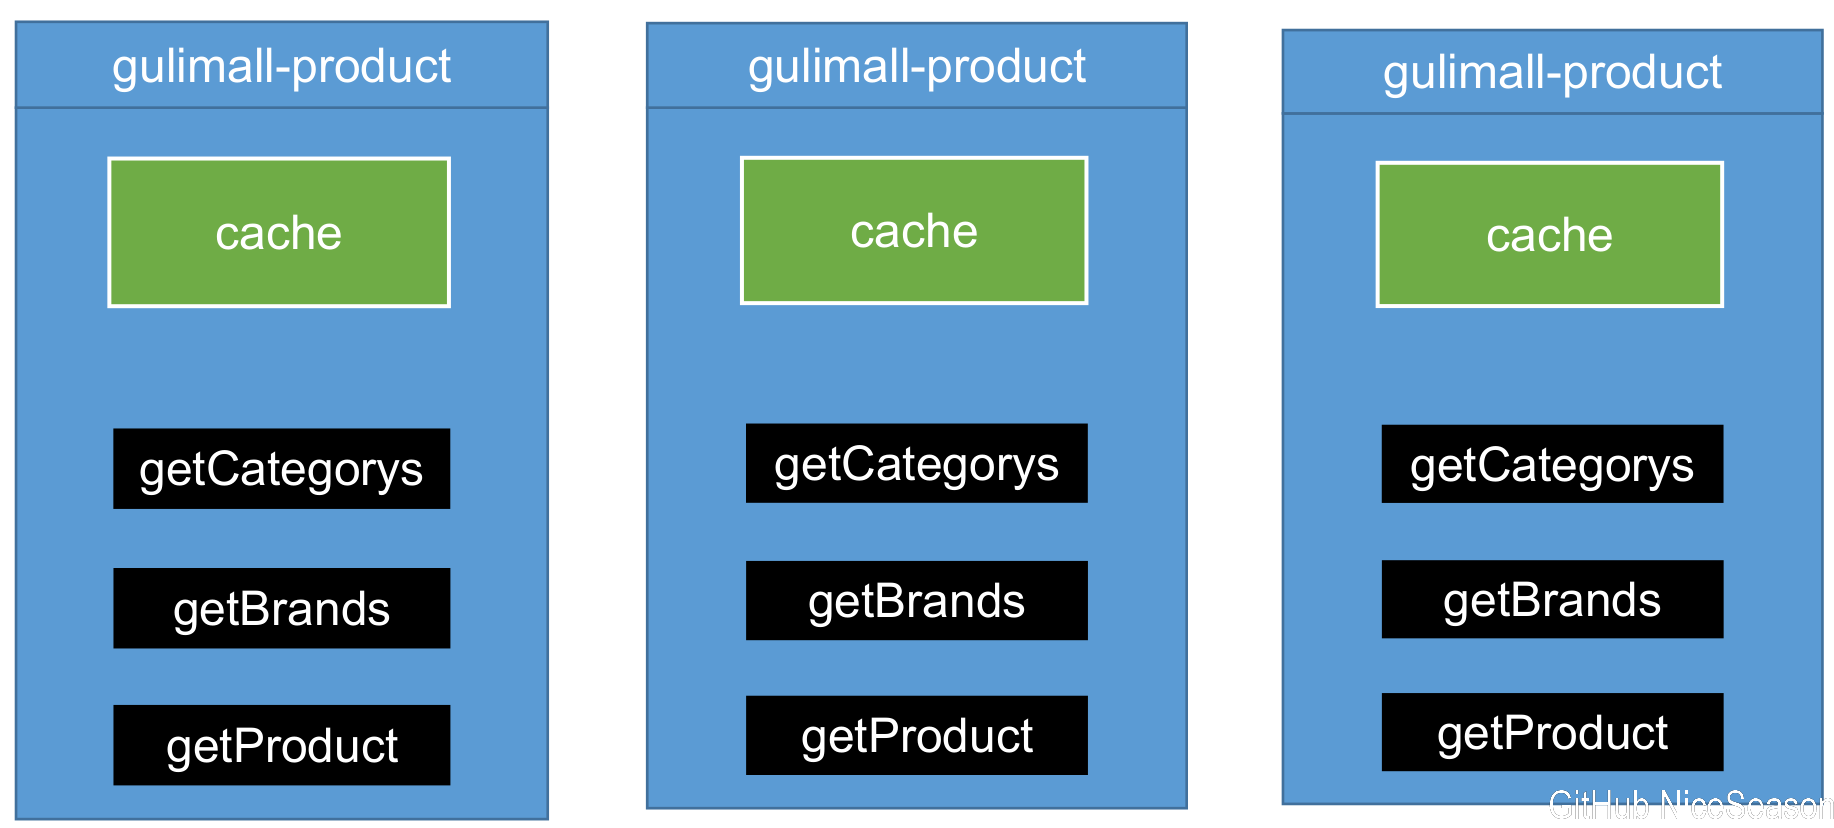 gulimall-product
cache
getCategorys
getBrands
getProduct
gulimall-product
cache
getCategorys
getBrands
getProduct
gulimall-product
cache
getCategorys
getBrands
getProduct
GitHub NiceSeason